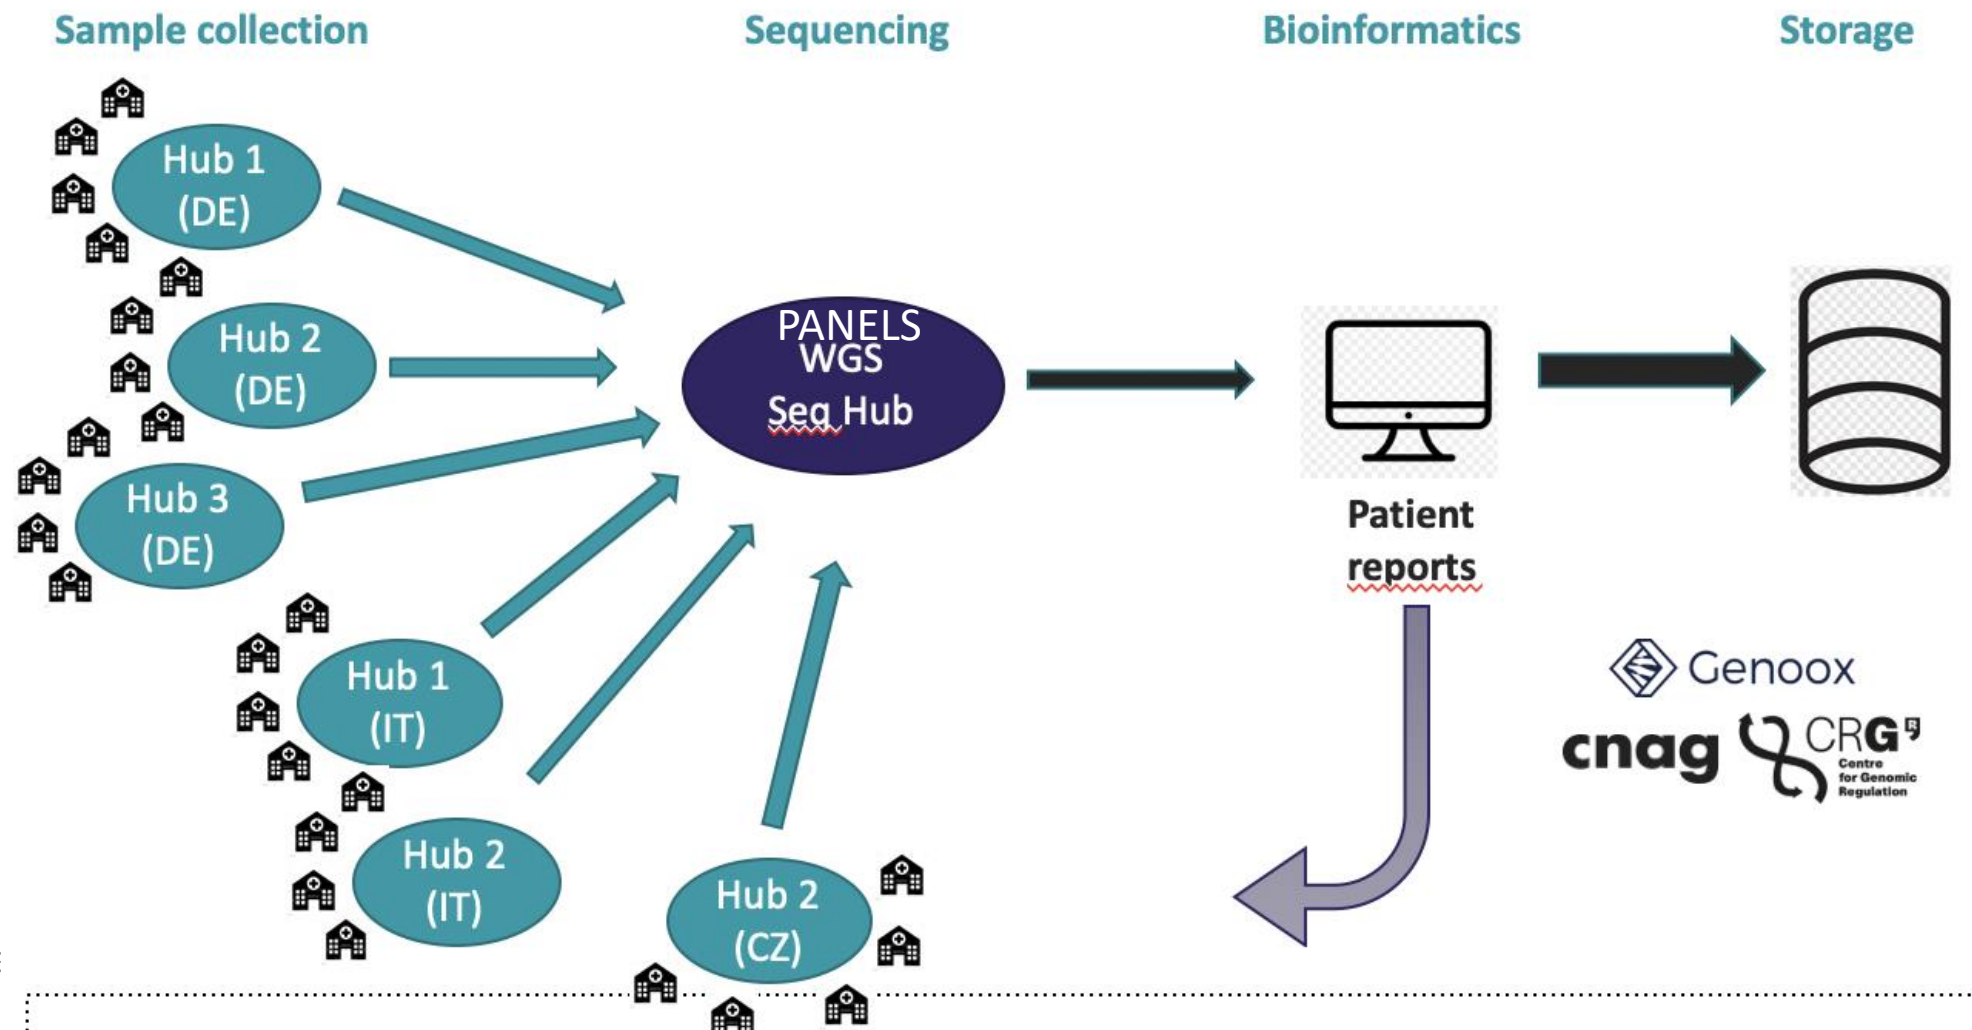 Sample collection
Sequencing
Bioinformatics
Storage
Hub 1
(DE)
Hub 2
(DE)
Hub 3
(DE)
Hub 1
(IT)
Hub 2
(IT)
Hub 2
(CZ)
PANELS
WGS
Seq Hub
Patient
reports
Genoox
cnag
CRG
Centre
for Genomic
Regulation